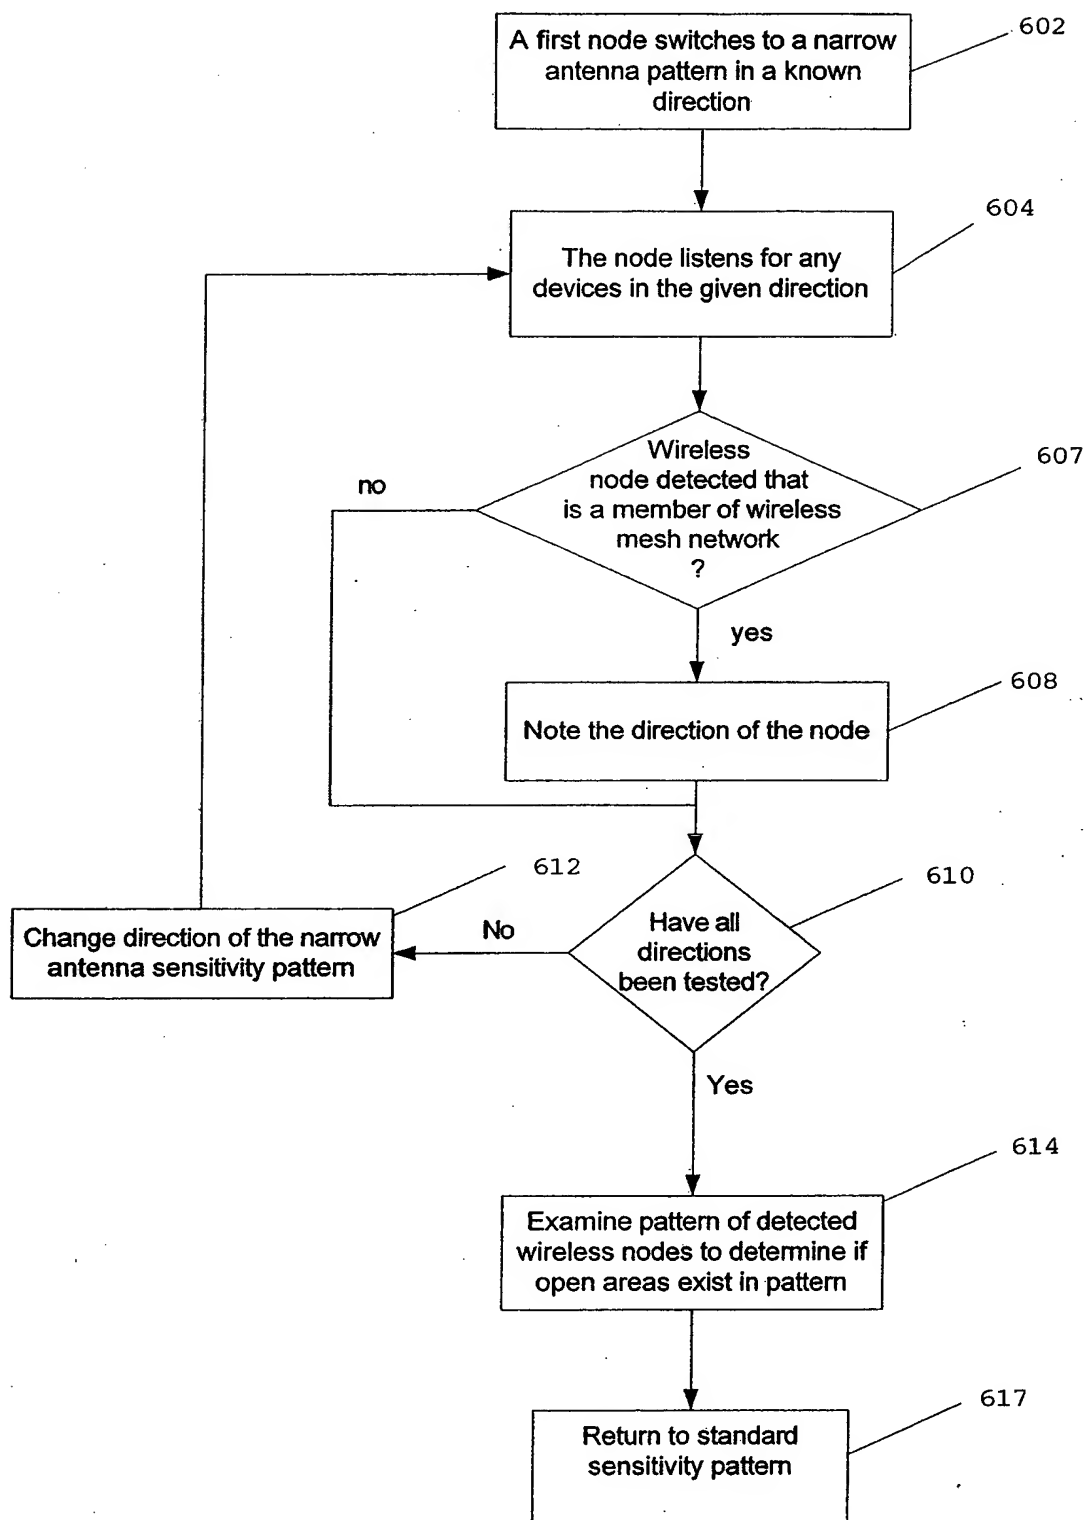 A first node switches to a narrow
antenna pattern in a known
direction
602
The node listens for any
devices in the given direction
604
Wireless
node detected that
is a member of wireless
mesh network
?
607
no
yes
Note the direction of the node
608
Have all
directions
been tested?
610
No
Change direction of the narrow
antenna sensitivity pattern
612
Yes
Examine pattern of detected
wireless nodes to determine if
open areas exist in pattern
614
Return to standard
sensitivity pattern
617